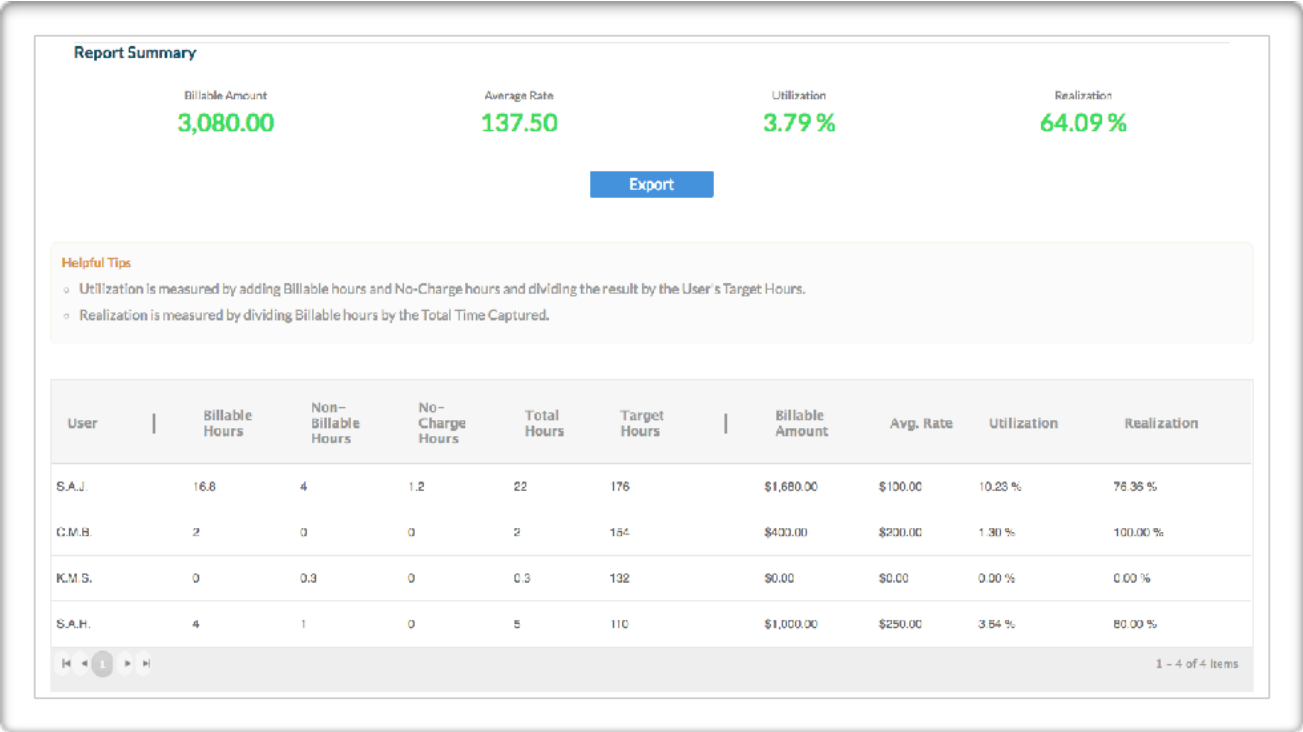 Report Summary
Billable Amount Average Rate Utilization Realization
3,080.00 137.50 3.79 % 64.09 %
Export
Helpful Tips
Utilization is measured by adding Billable hours and No-Charge hours and dividing the result by the User's Target Hours.
Realization is measured by dividing Billable hours by the Total Time Captured.
User | Billable Hours Non-Billable Hours No-Charge Hours Total Hours Target Hours | Billable Amount Avg. Rate Utilization Realization
S.A.J. 16.8 4 1.2 22 176 $1,680.00 $100.00 10.23 % 76.36 %
C.M.B. 2 0 0 2 154 $400.00 $200.00 1.30 % 100.00 %
K.M.S. 0 0.3 0 0.3 132 $0.00 $0.00 0.00 % 0.00 %
S.A.H. 4 1 0 5 110 $1,000.00 $250.00 3.64 % 80.00 %
1 1 - 4 of 4 items